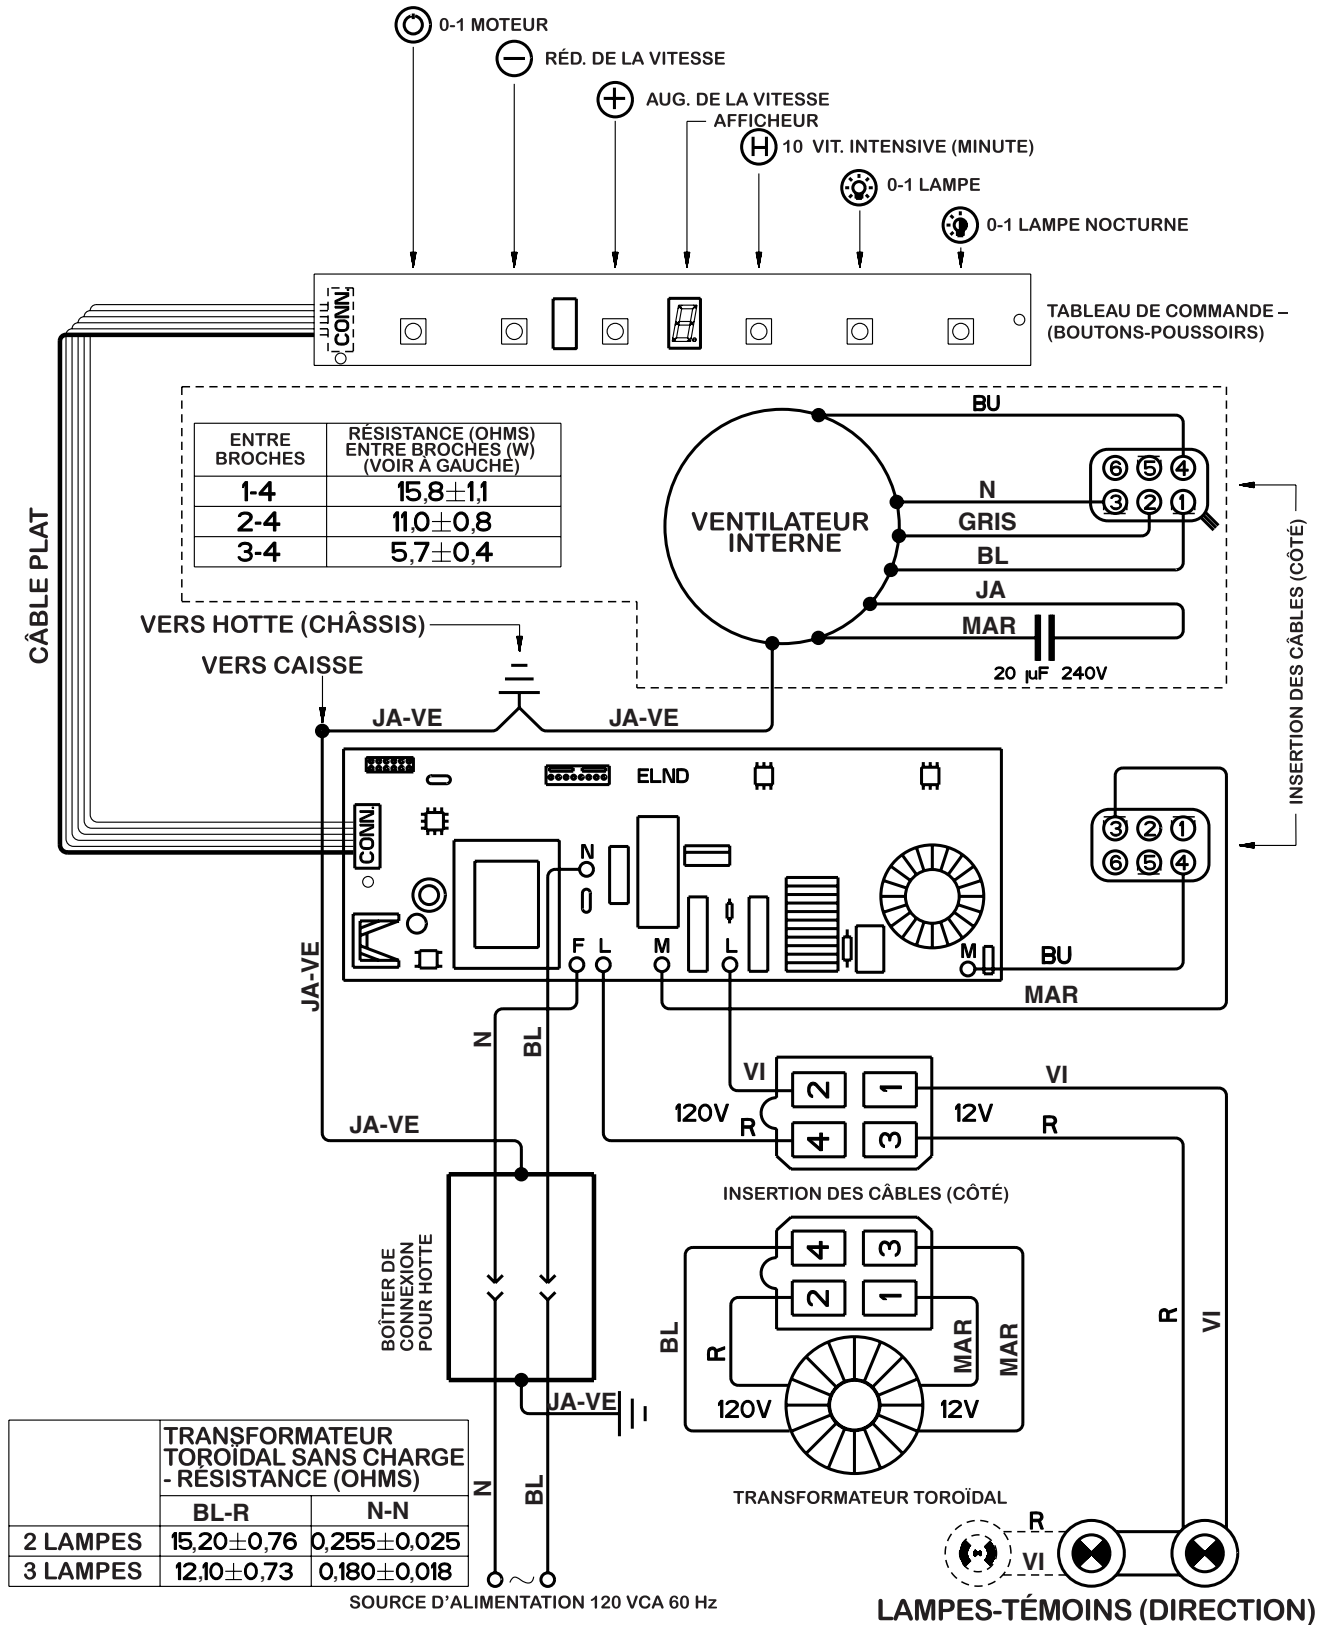 0-1 MOTEUR
RÉD. DE LA VITESSE
AUG. DE LA VITESSE
AFFICHEUR
H 10 VIT. INTENSIVE (MINUTE)
0-1 LAMPE
0-1 LAMPE NOCTURNE
CONN.
8.
TABLEAU DE COMMANDE –
(BOUTONS-POUSSOIRS)
CÂBLE PLAT
ENTRE
BROCHES
RÉSISTANCE (OHMS)
ENTRE BROCHES (W)
(VOIR À GAUCHE)
1-4 15,8±1,1
2-4 11,0±0,8
3-4 5,7±0,4
VENTILATEUR
INTERNE
BU
N
GRIS
BL
JA
MAR
20 µF 240V
6 5 4
3 2 1
INSERTION DES CÂBLES (CÔTÉ)
VERS HOTTE (CHÂSSIS)
VERS CAISSE
JA-VE JA-VE
ELND
CONN.
N
F L M L
M
BU
MAR
3 2 1
6 5 4
JA-VE
N
BL
VI
R
120V
2 1
4 3
12V
VI
R
JA-VE
INSERTION DES CÂBLES (CÔTÉ)
BOÎTIER DE
CONNEXION
POUR HOTTE
4 3
2 1
BL
R
MAR
MAR
120V
12V
R
VI
TRANSFORMATEUR TOROÏDAL
JA-VE
N
BL
TRANSFORMATEUR
TOROÏDAL SANS CHARGE
- RÉSISTANCE (OHMS)
BL-R N-N
2 LAMPES 15,20±0,76 0,255±0,025
3 LAMPES 12,10±0,73 0,180±0,018
SOURCE D'ALIMENTATION 120 VCA 60 Hz
R
VI
LAMPES-TÉMOINS (DIRECTION)